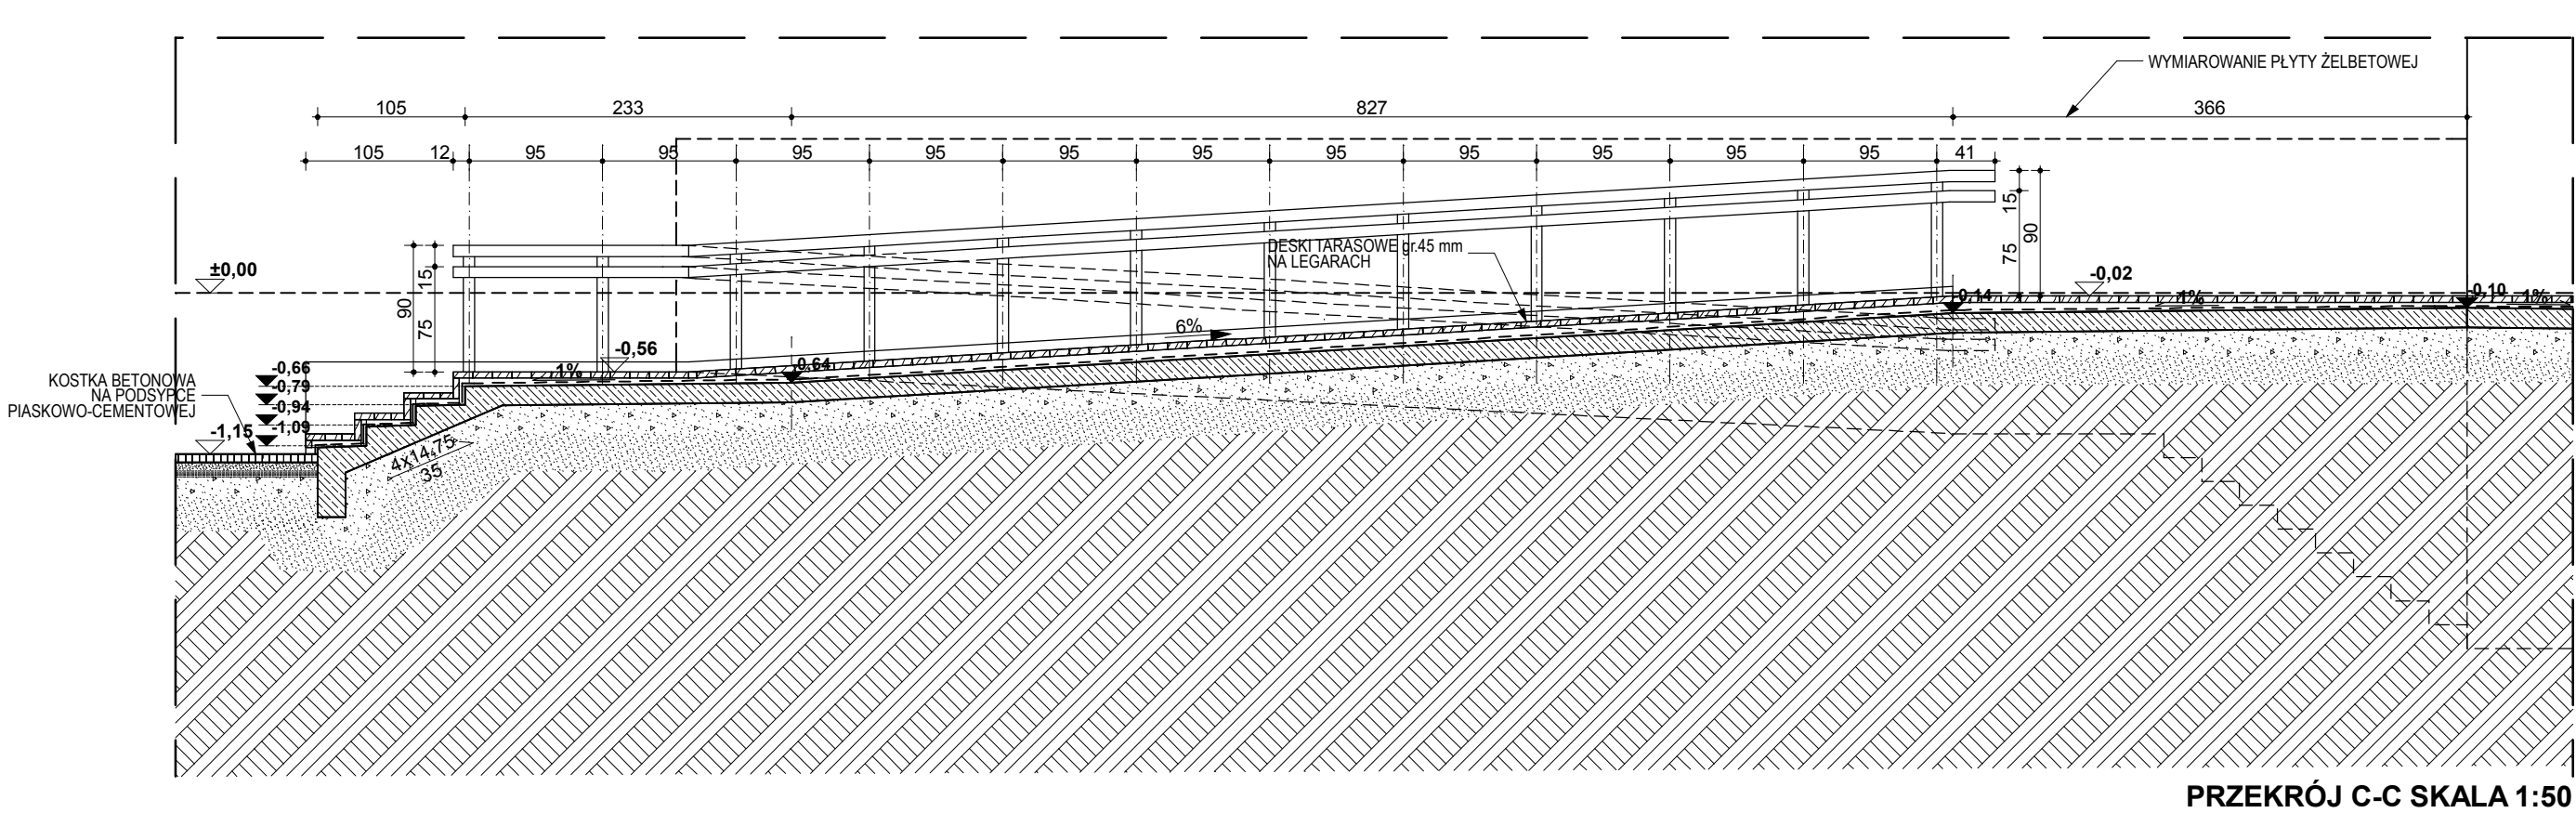 WYMIAROWANIE PŁYTY ŻELBETOWEJ
105 233 827 366
105 12 95 95 95 95 95 95 95 95 95 95 95 41
15
75
90
DESKI TARASOWE gr.45 mm
NA LEGARACH
±0,00
-0,02
15
75
90
0,14
1%
0,10
1%
6%
-0,56
1%
0,64
-0,66
-0,79
-0,94
-1,09
KOSTKA BETONOWA
NA PODSYPCE
PIASKOWO-CEMENTOWEJ
-1,15
4x14,75
35
PRZEKRÓJ C-C SKALA 1:50